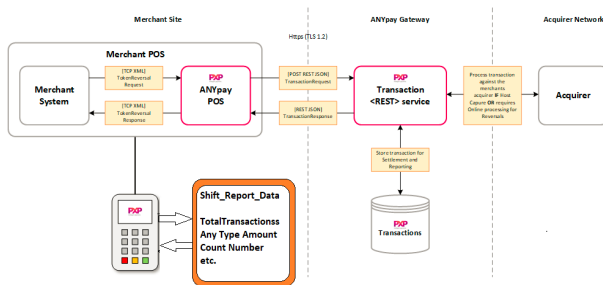 Merchant Site
ANYpay Gateway
Acquirer Network
Https (TLS 1.2)
Merchant POS
Merchant
System
[TCP XML]
TokenReversal
Request
[TCP XML]
TokenReversal
Response
PXP
ANYpay
POS
[POST REST JSON]
TransactionRequest
[REST JSON]
TransactionResponse
PXP
Transaction
<REST> service
Process transaction
against the
merchants
acquirer IF Host
Capure OR requires
Online processing for
Reversals
Acquirer
Store transaction for
Settlement and
Reporting
PXP
Transactions
PXP
Shift_Report_Data
TotalTransactionss
Any Type Amount
Count Number
etc.